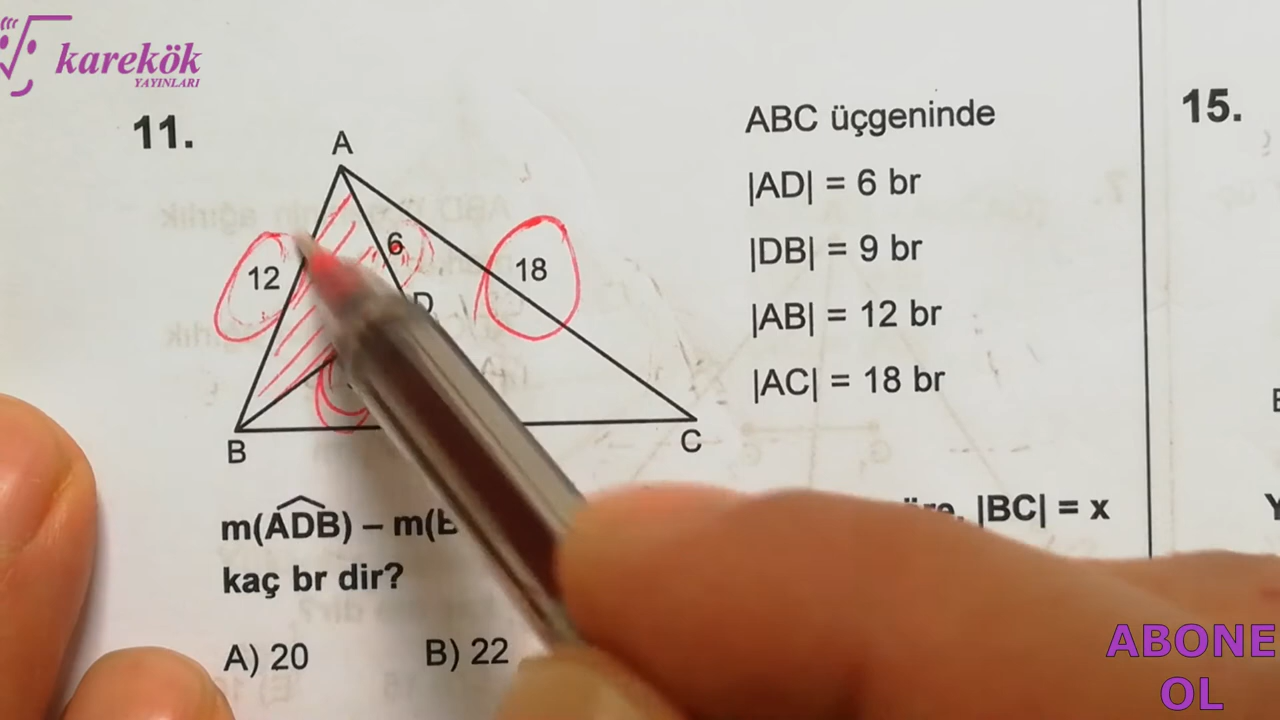 karekök
YAYINLARI
11.
A
12
6
18
D
B
C
ABC üçgeninde
|AD| = 6 br
|DB| = 9 br
|AB| = 12 br
|AC| = 18 br
15.
m(ADB) – m(
|BC| = x
kaç br dir?
A) 20
B) 22
ABONE
OL